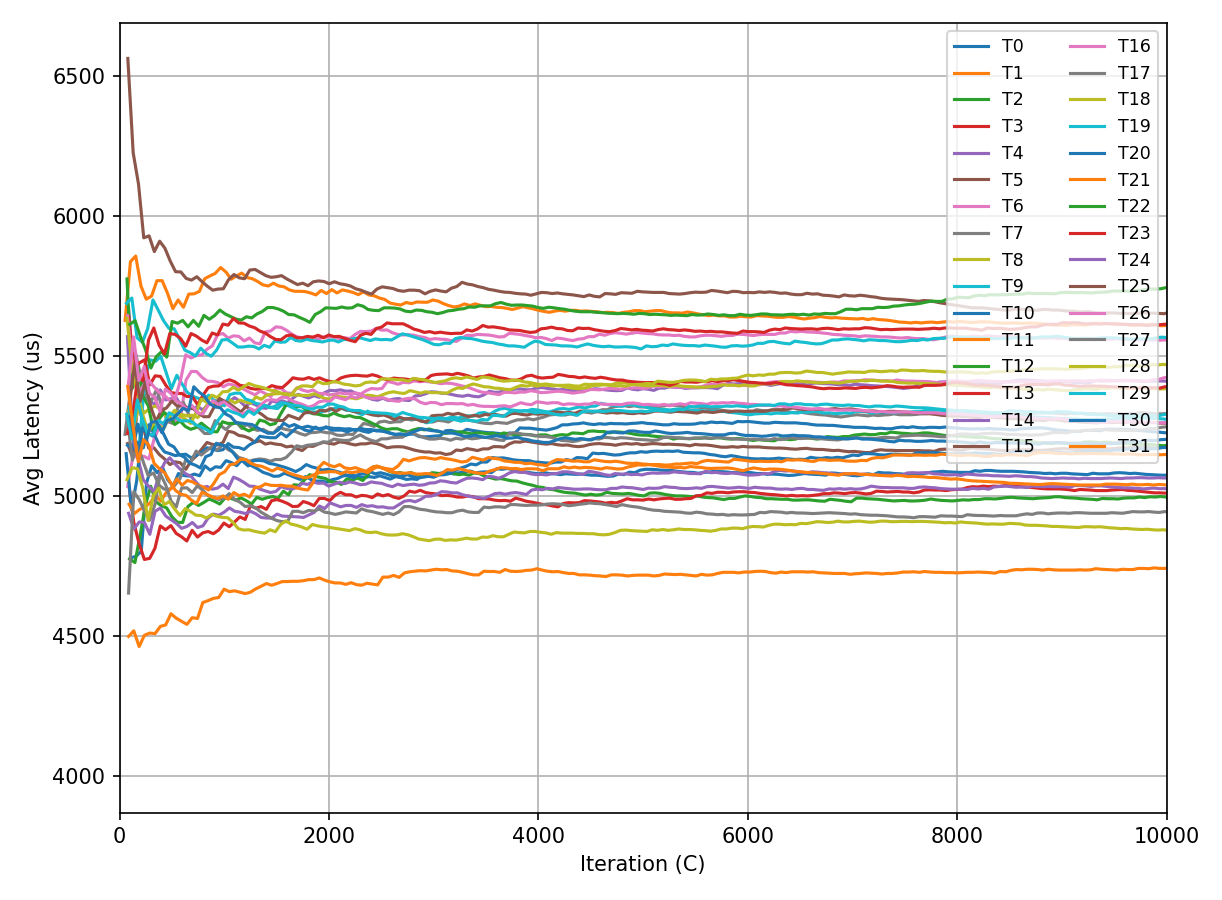 6500
6000
5500
5000
4500
4000
Avg Latency (us)
0 2000 4000 6000 8000 10000
Iteration (C)
T0 T16
T1 T17
T2 T18
T3 T19
T4 T20
T5 T21
T6 T22
T7 T23
T8 T24
T9 T25
T10 T26
T11 T27
T12 T28
T13 T29
T14 T30
T15 T31